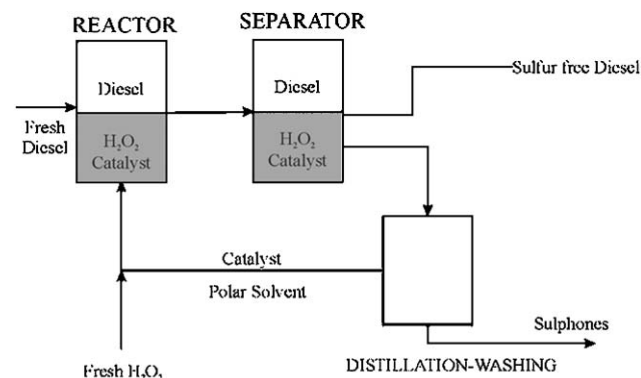 REACTOR
SEPARATOR
Diesel
Diesel
Sulfur free Diesel
Fresh
Diesel
H₂O₂
Catalyst
H₂O₂
Catalyst
Catalyst
Polar Solvent
Sulphones
Fresh H₂O₂
DISTILLATION-WASHING